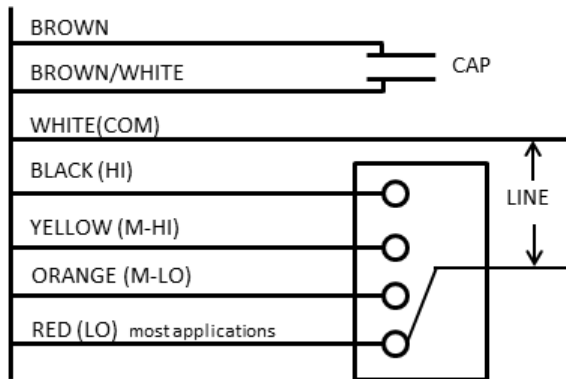 BROWN
BROWN/WHITE
CAP
WHITE(COM)
BLACK (HI)
LINE
YELLOW (M-HI)
ORANGE (M-LO)
RED (LO) most applications